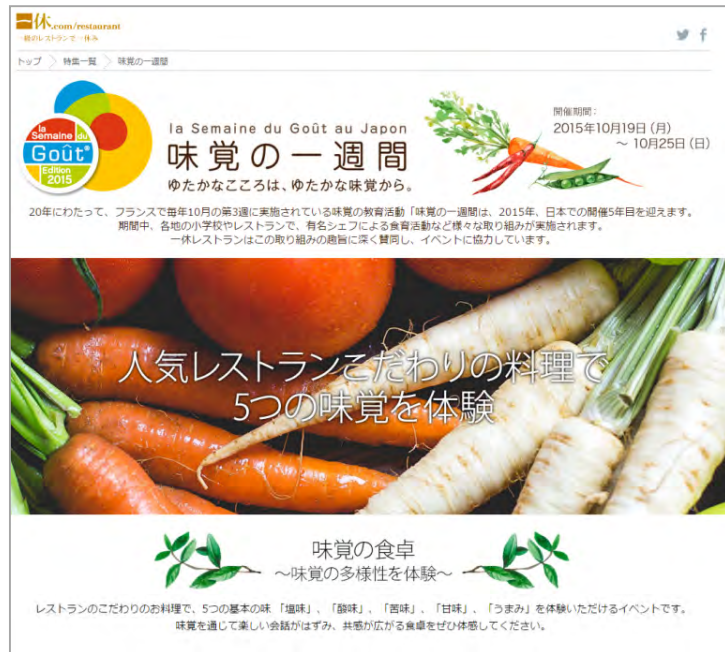 一休.com/restaurant
一級のレストランで一休み
トップ > 特集一覧 > 味覚の一週間
la Semaine du Goût®
Edition 2015
la Semaine du Goût au Japon
味覚の一週間
ゆたかなこころは、ゆたかな味覚から。
開催期間：
2015年10月19日（月）
～ 10月25日（日）
20年にわたって、フランスで毎年10月の第3週に実施されている味覚の教育活動「味覚の一週間は、2015年、日本での開催5年目を迎えます。
期間中、各地の小学校やレストランで、有名シェフによる食育活動など様々な取り組みが実施されます。
一休レストランはこの取り組みの趣旨に深く賛同し、イベントに協力しています。
人気レストランこだわりの料理で
5つの味覚を体験
味覚の食卓
～味覚の多様性を体験～
レストランのこだわりのお料理で、5つの基本の味 「塩味」、「酸味」、「苦味」、「甘味」、「うまみ」を体験いただけるイベントです。
味覚を通じて楽しい会話がはずみ、共感が広がる食卓をぜひ体感してください。